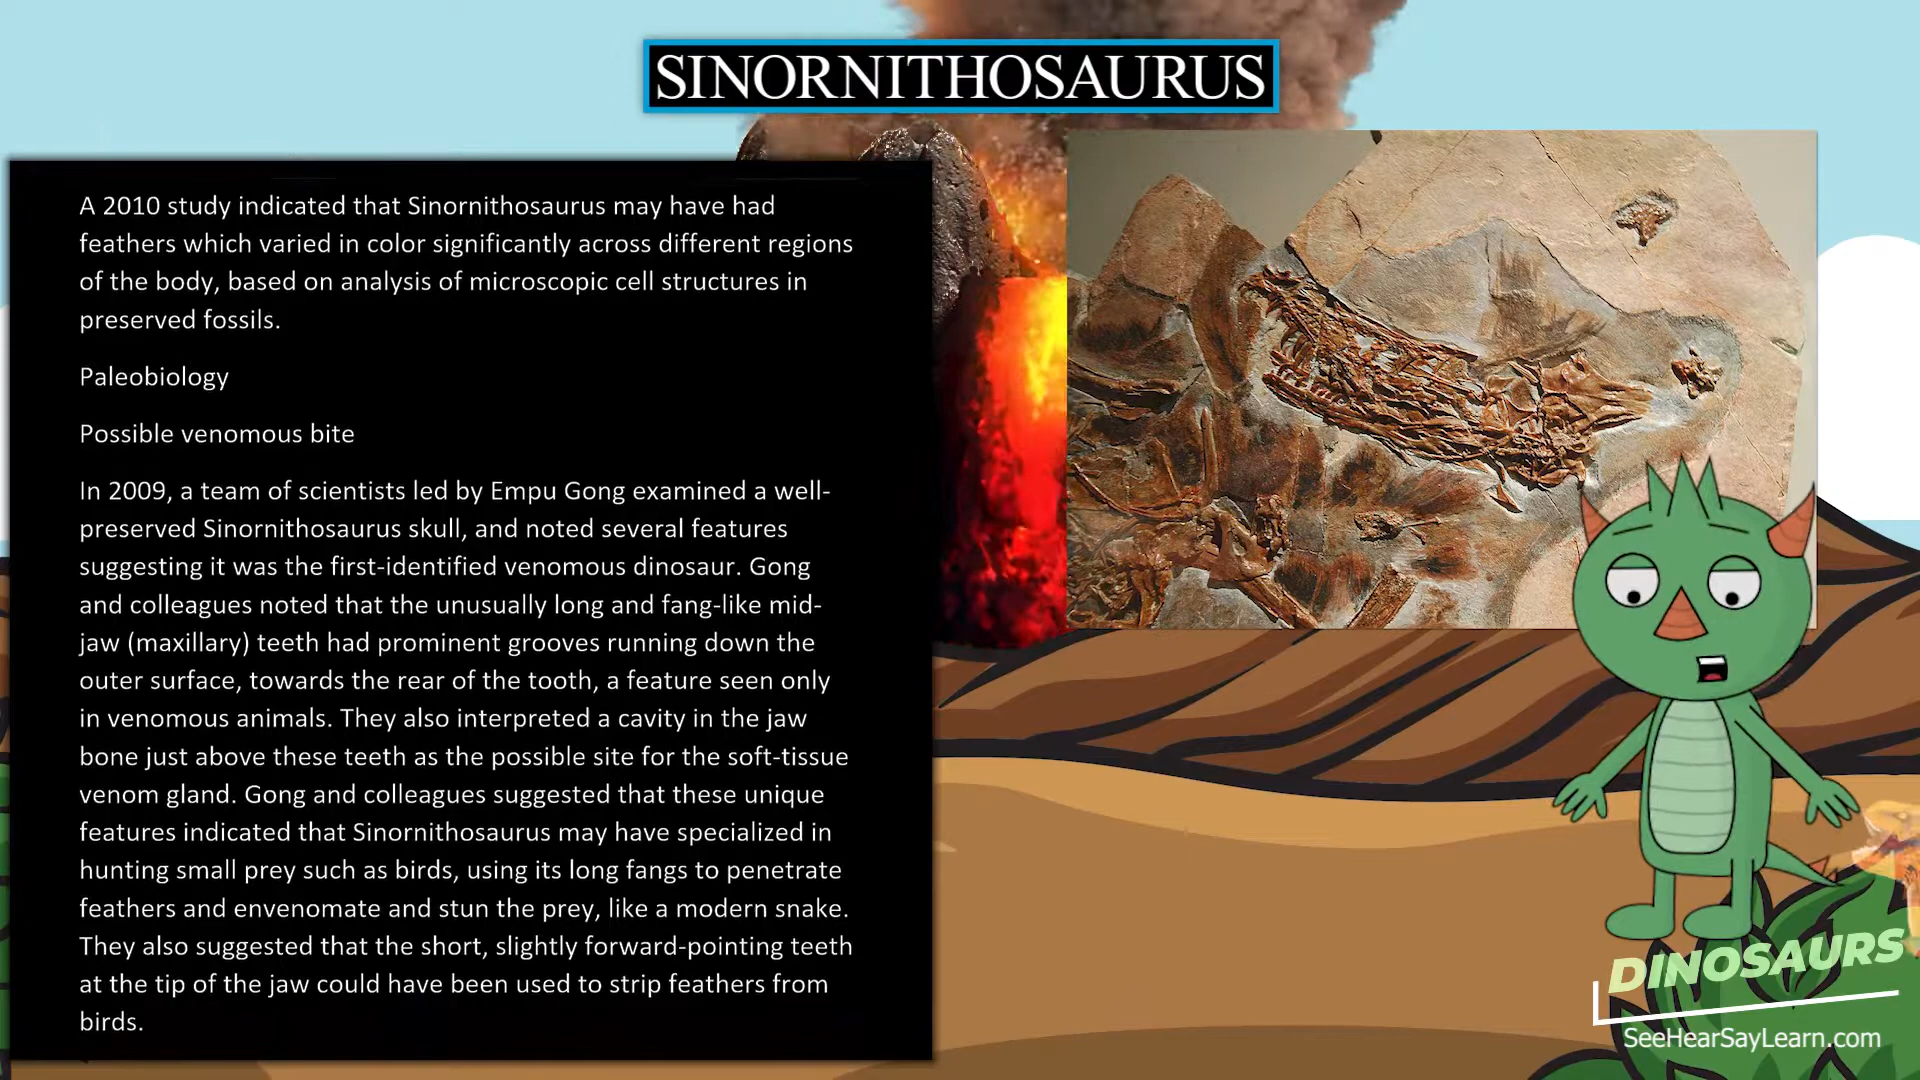 SINORNITHOSAURUS
A 2010 study indicated that Sinornithosaurus may have had
feathers which varied in color significantly across different regions
of the body, based on analysis of microscopic cell structures in
preserved fossils.
Paleobiology
Possible venomous bite
In 2009, a team of scientists led by Empu Gong examined a well-
preserved Sinornithosaurus skull, and noted several features
suggesting it was the first-identified venomous dinosaur. Gong
and colleagues noted that the unusually long and fang-like mid-
jaw (maxillary) teeth had prominent grooves running down the
outer surface, towards the rear of the tooth, a feature seen only
in venomous animals. They also interpreted a cavity in the jaw
bone just above these teeth as the possible site for the soft-tissue
venom gland. Gong and colleagues suggested that these unique
features indicated that Sinornithosaurus may have specialized in
hunting small prey such as birds, using its long fangs to penetrate
feathers and envenomate and stun the prey, like a modern snake.
They also suggested that the short, slightly forward-pointing teeth
at the tip of the jaw could have been used to strip feathers from
birds.
DINOSAURS
SeeHearSayLearn.com